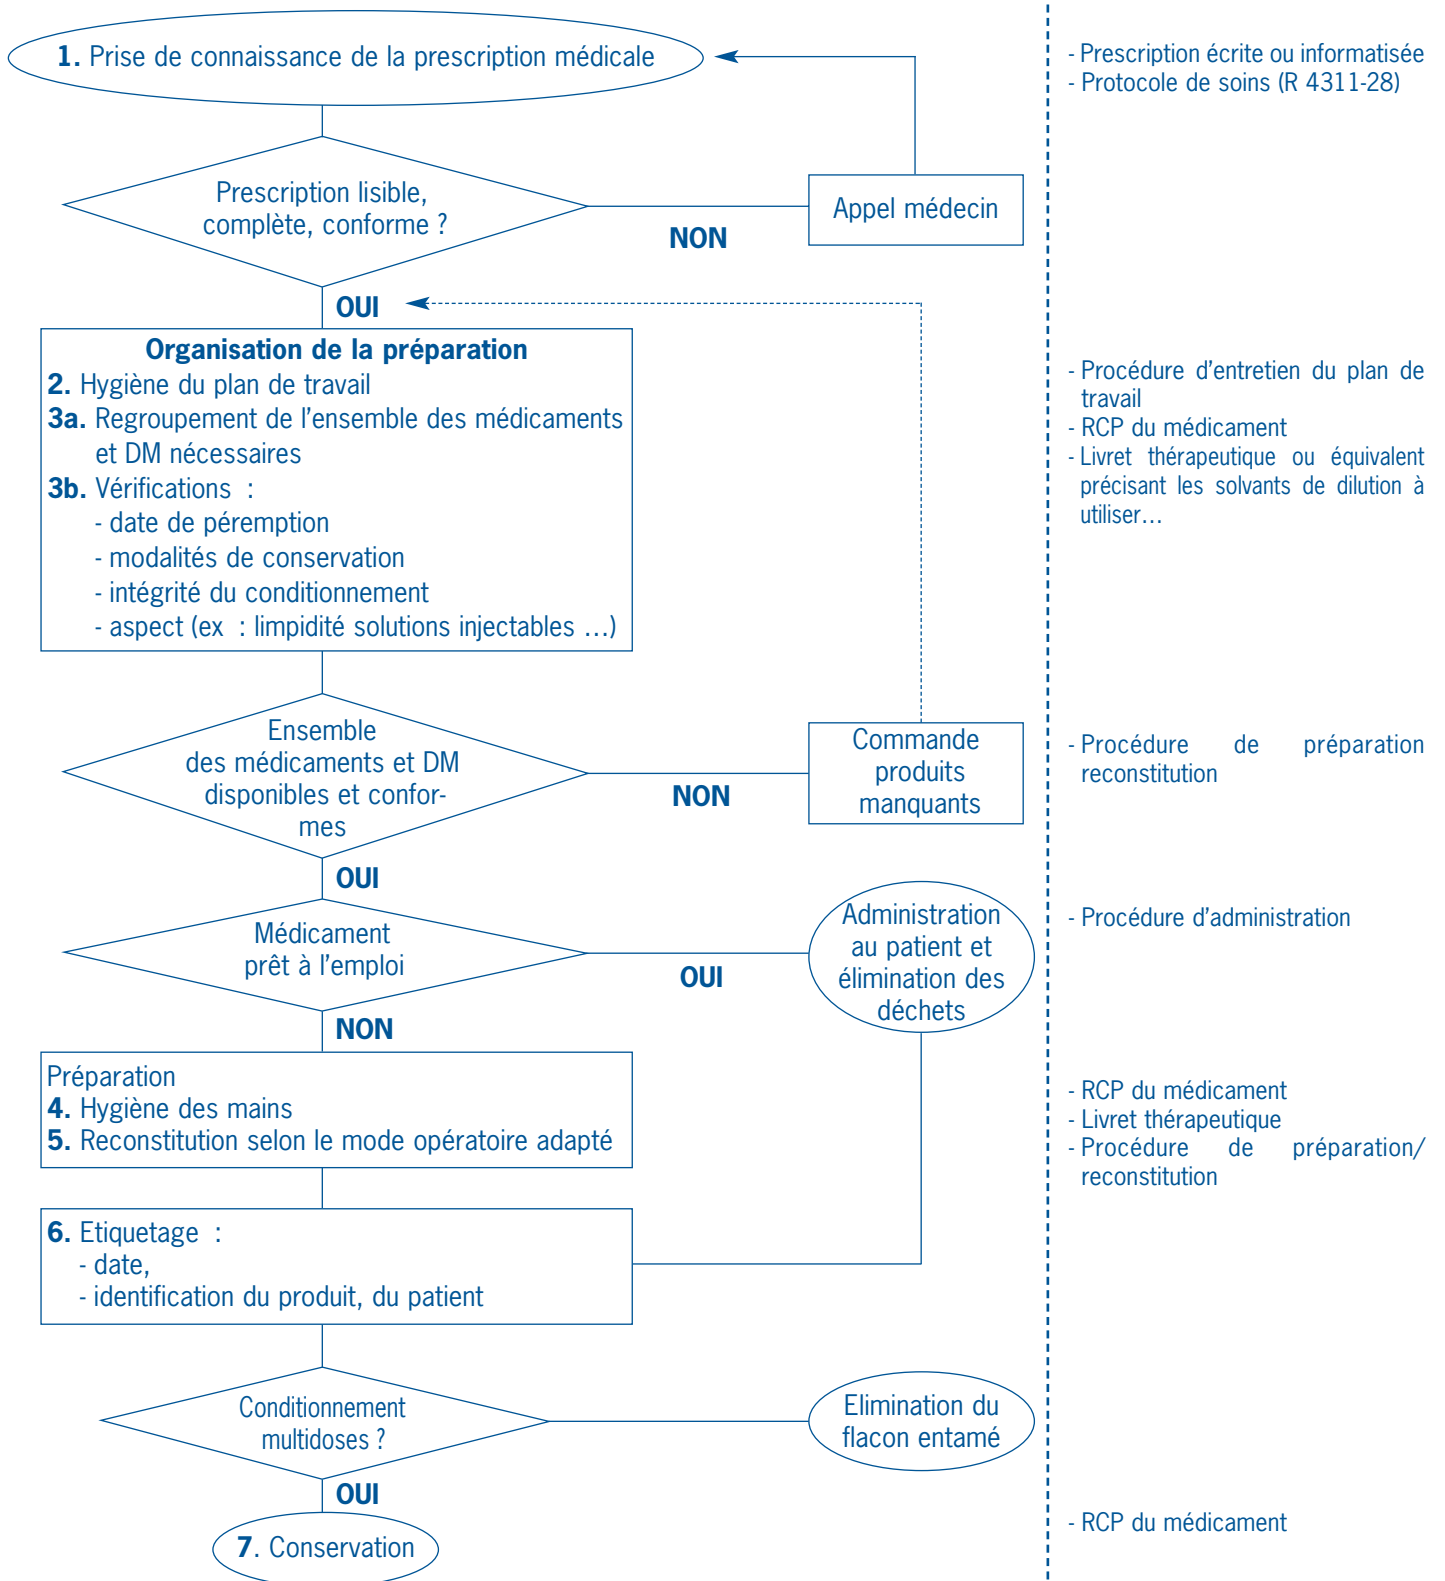 1. Prise de connaissance de la prescription médicale
- Prescription écrite ou informatisée
- Protocole de soins (R 4311-28)
Prescription lisible,
complète, conforme ?
NON
Appel médecin
OUI
Organisation de la préparation
2. Hygiène du plan de travail
3a. Regroupement de l'ensemble des médicaments
et DM nécessaires
3b. Vérifications :
- date de péremption
- modalités de conservation
- intégrité du conditionnement
- aspect (ex : limpidité solutions injectables …)
- Procédure d'entretien du plan de
travail
- RCP du médicament
- Livret thérapeutique ou équivalent
précisant les solvants de dilution à
utiliser…
Ensemble
des médicaments et DM
disponibles et confor-
mes
NON
Commande
produits
manquants
- Procédure de préparation
reconstitution
OUI
Médicament
prêt à l'emploi
OUI
Administration
au patient et
élimination des
déchets
- Procédure d'administration
NON
Préparation
4. Hygiène des mains
5. Reconstitution selon le mode opératoire adapté
- RCP du médicament
- Livret thérapeutique
- Procédure de préparation/
reconstitution
6. Etiquetage :
- date,
- identification du produit, du patient
Conditionnement
multidoses ?
Elimination du
flacon entamé
OUI
7. Conservation
- RCP du médicament